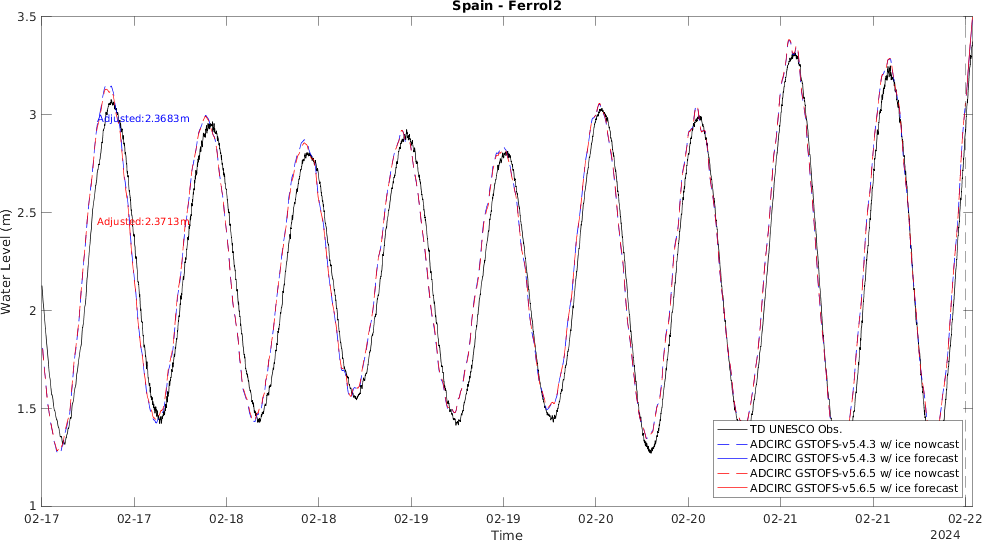 Spain - Ferrol2
3.5
3
2.5
2
1.5
1
Water Level (m)
Adjusted:2.3683m
Adjusted:2.3713m
TD UNESCO Obs.
ADCIRC GSTOFS-v5.4.3 w/ ice nowcast
ADCIRC GSTOFS-v5.4.3 w/ ice forecast
ADCIRC GSTOFS-v5.6.5 w/ ice nowcast
ADCIRC GSTOFS-v5.6.5 w/ ice forecast
02-17 02-17 02-18 02-18 02-19 02-19 02-20 02-20 02-21 02-21 02-22
Time
2024